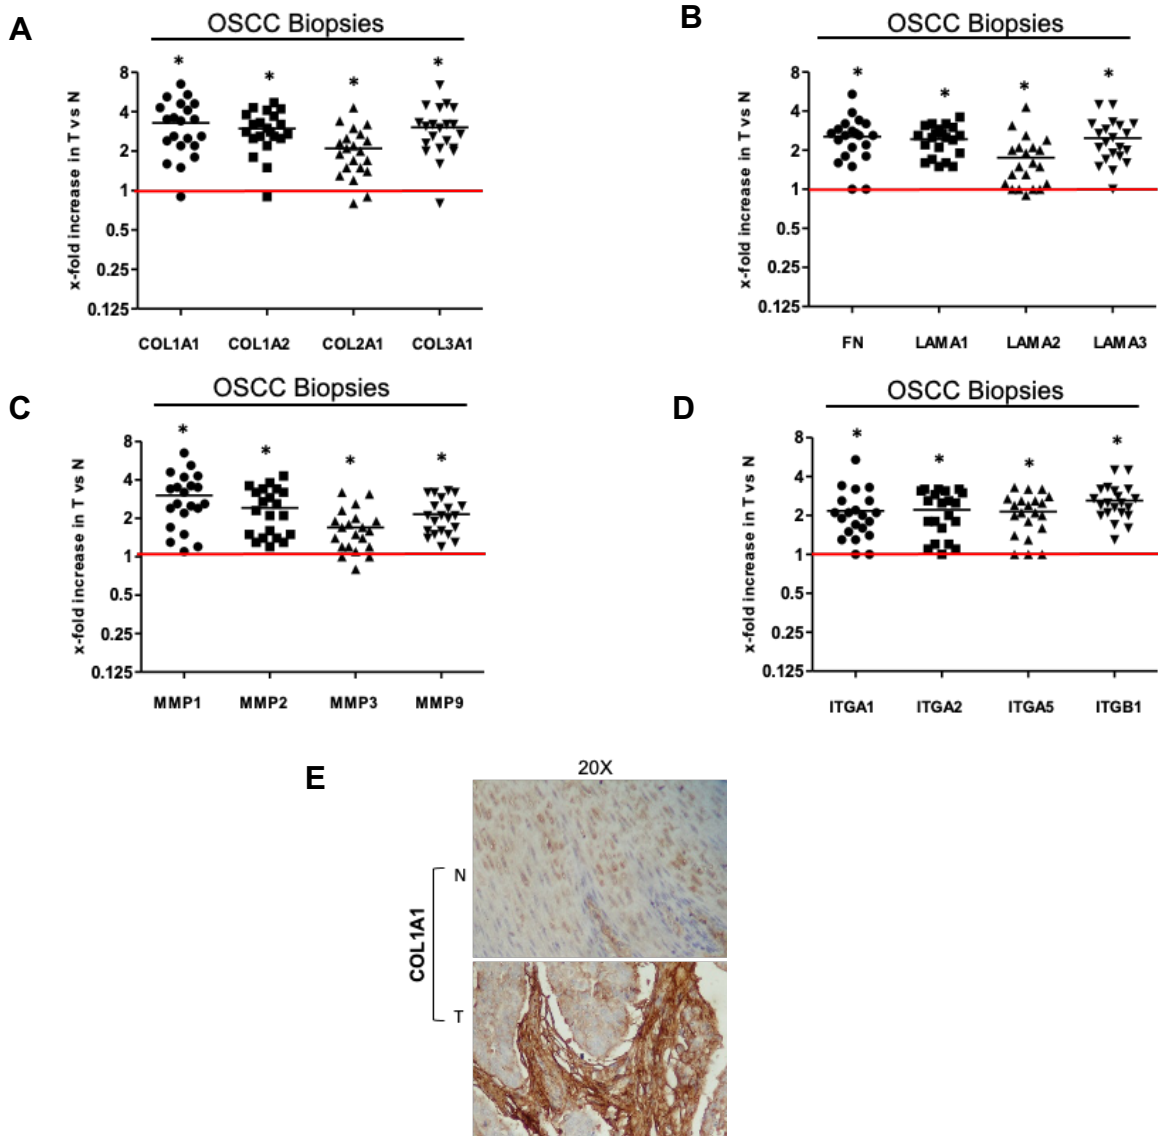 A
OSCC Biopsies
x-fold increase in T vs N
8
4
2
1
0.5
0.25
0.125
* * * *
COL1A1 COL1A2 COL2A1 COL3A1
B
OSCC Biopsies
x-fold increase in T vs N
8
4
2
1
0.5
0.25
0.125
* * * *
FN LAMA1 LAMA2 LAMA3
C
OSCC Biopsies
x-fold increase in T vs N
8
4
2
1
0.5
0.25
0.125
* * * *
MMP1 MMP2 MMP3 MMP9
D
OSCC Biopsies
x-fold increase in T vs N
8
4
2
1
0.5
0.25
0.125
* * * *
ITGA1 ITGA2 ITGA5 ITGB1
E
20X
COL1A1
N
T